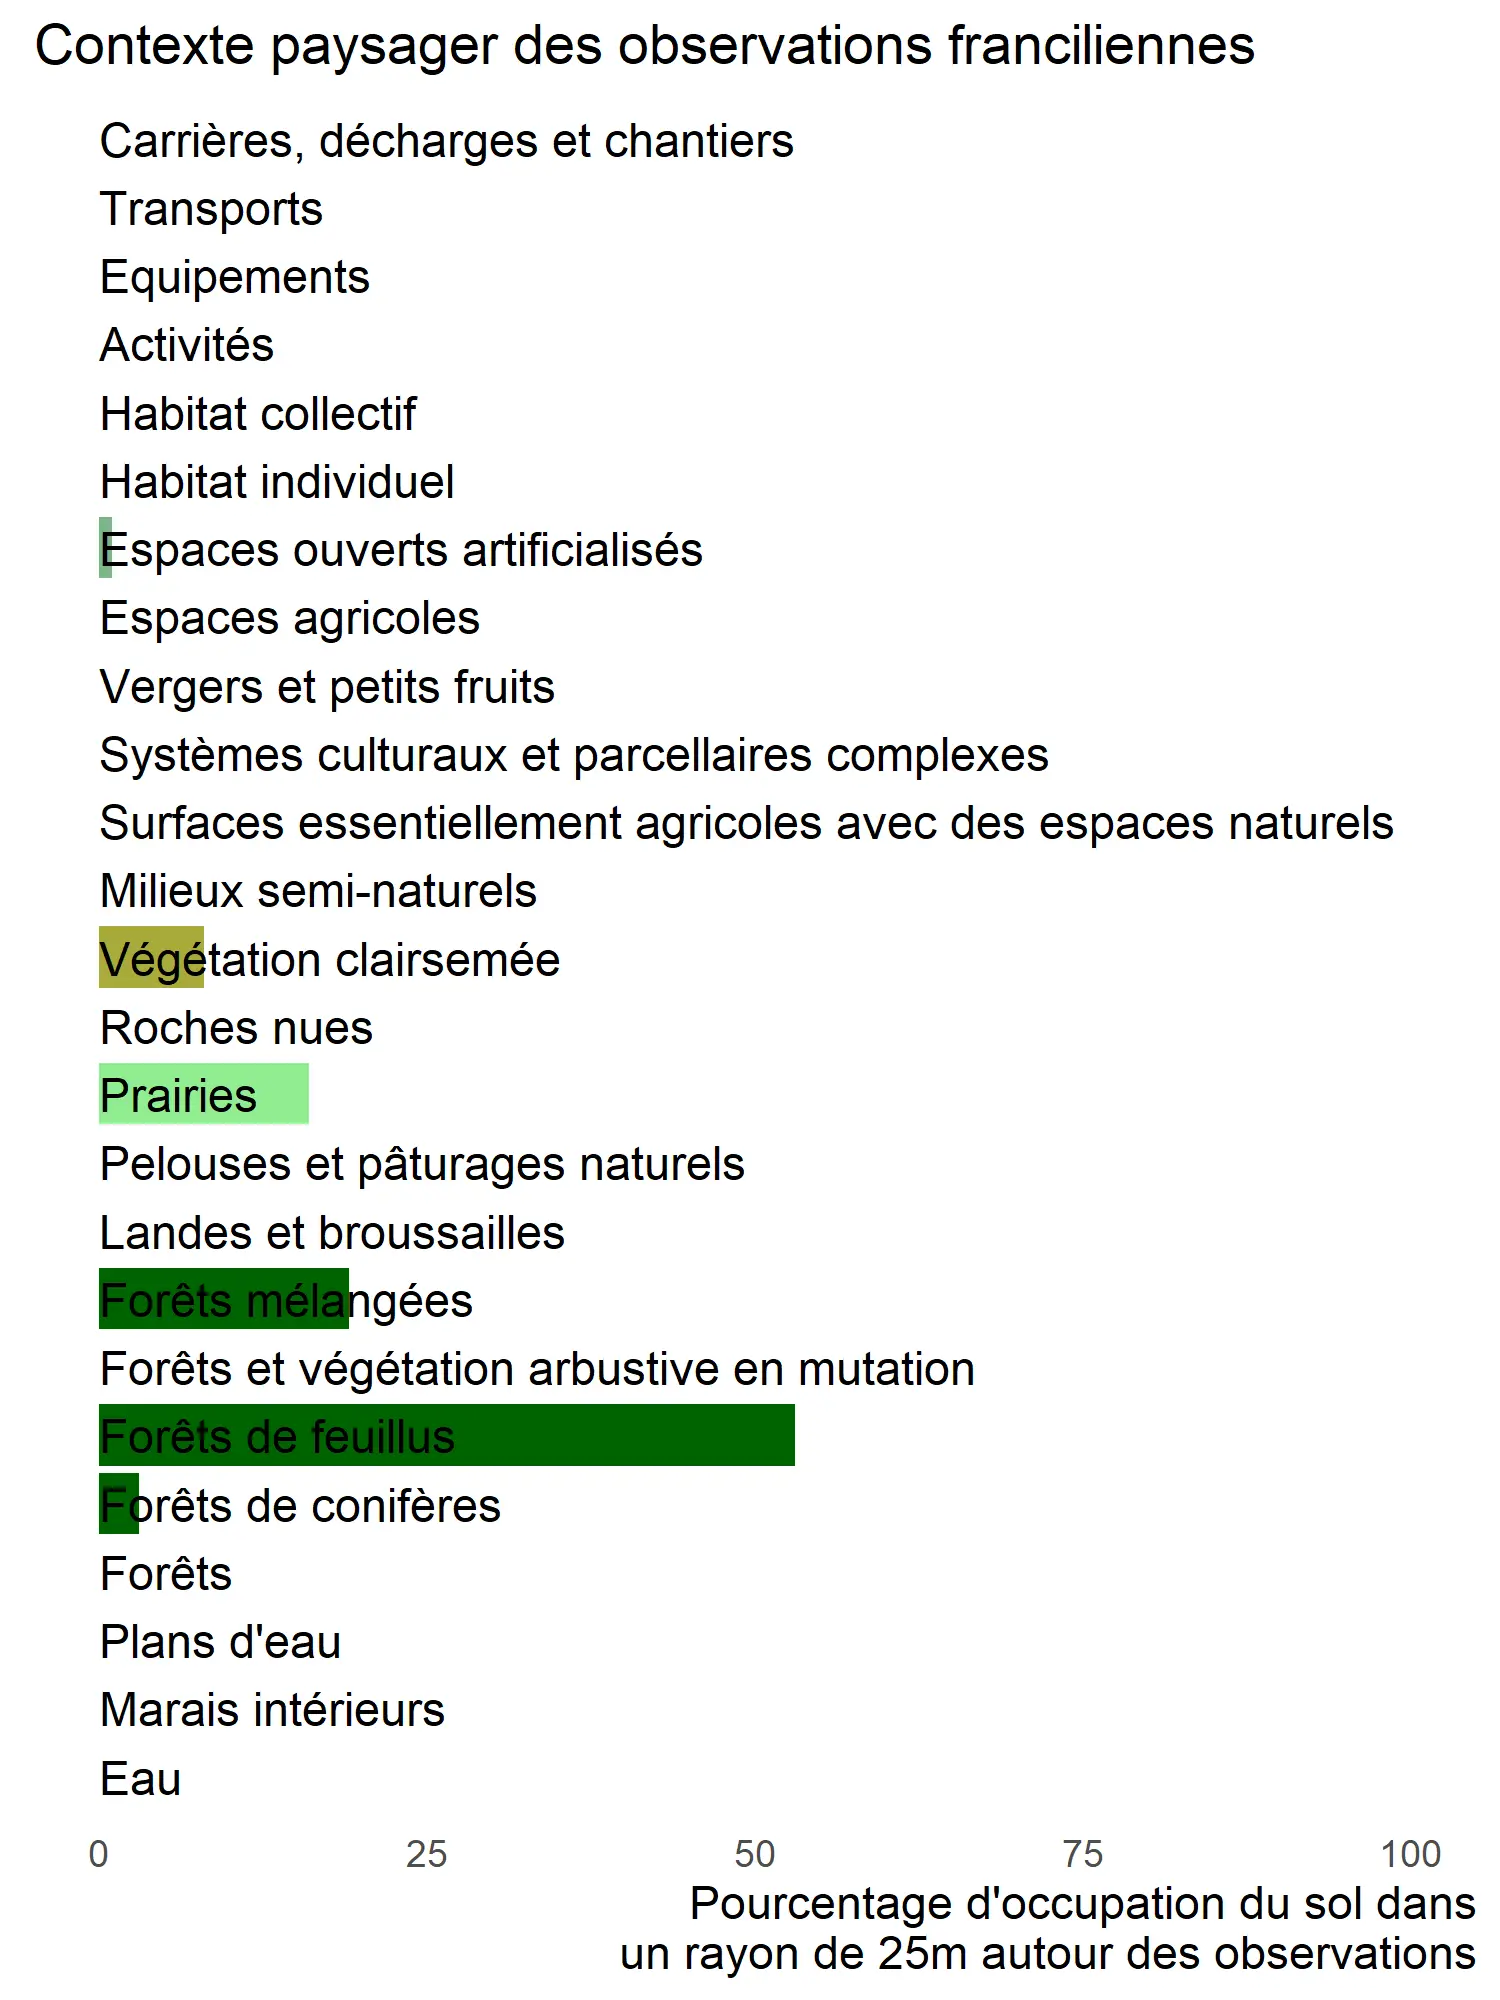 Contexte paysager des observations franciliennes
Carrières, décharges et chantiers
Transports
Equipements
Activités
Habitat collectif
Habitat individuel
Espaces ouverts artificialisés
Espaces agricoles
Vergers et petits fruits
Systèmes culturaux et parcellaires complexes
Surfaces essentiellement agricoles avec des espaces naturels
Milieux semi-naturels
Végétation clairsemée
Roches nues
Prairies
Pelouses et pâturages naturels
Landes et broussailles
Forêts mélangées
Forêts et végétation arbustive en mutation
Forêts de feuillus
Forêts de conifères
Forêts
Plans d'eau
Marais intérieurs
Eau
0 25 50 75 100
Pourcentage d'occupation du sol dans
un rayon de 25m autour des observations